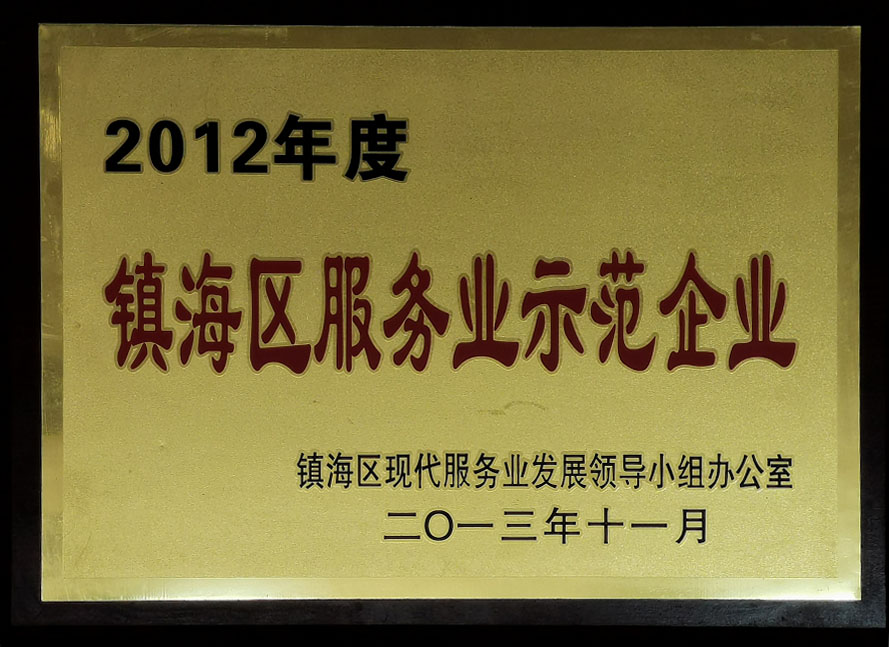 2012年度
镇海区服务业示范企业
镇海区现代服务业发展领导小组办公室
二〇一三年十一月